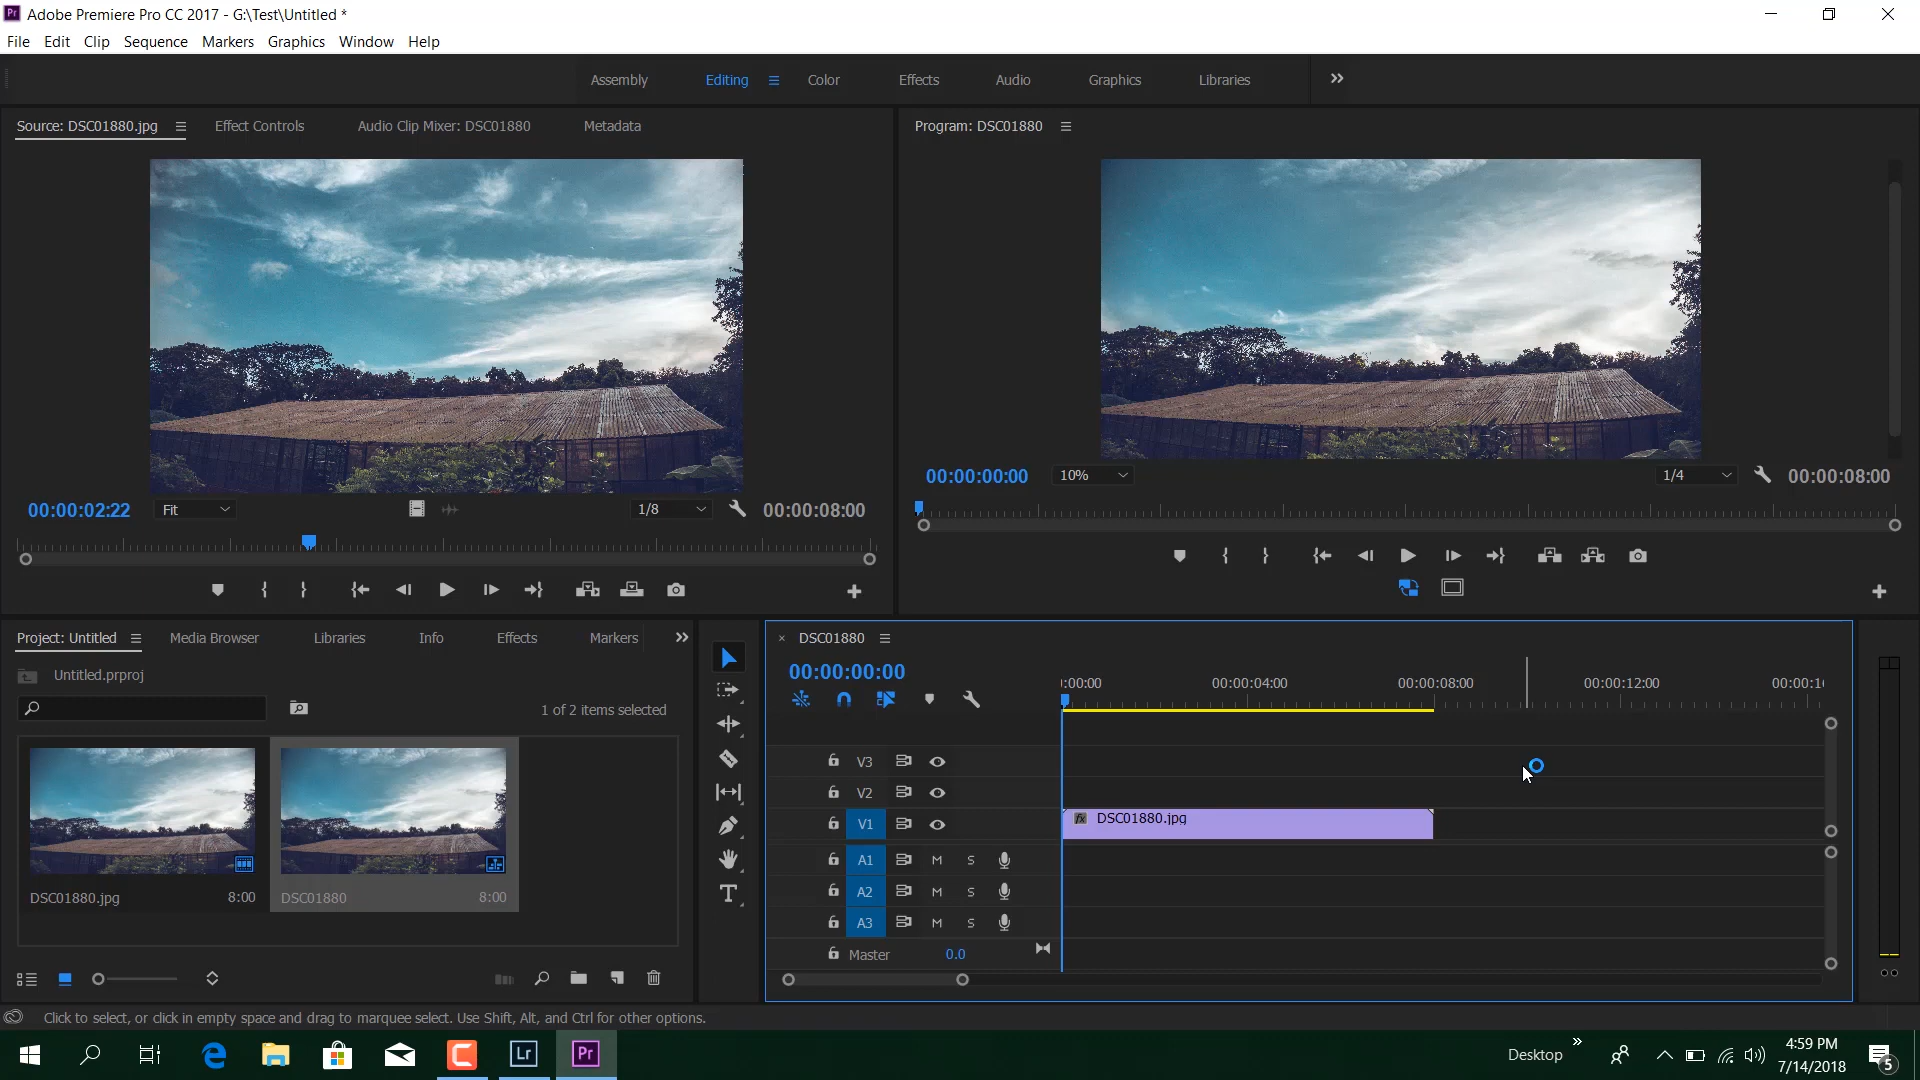 Pr Adobe Premiere Pro CC 2017 - G:\Test\Untitled *
File Edit Clip Sequence Markers Graphics Window Help
Assembly Editing Color Effects Audio Graphics Libraries
Source: DSC01880.jpg Effect Controls Audio Clip Mixer: DSC01880 Metadata
Program: DSC01880
00:00:00:00 10% 1/4 00:00:08:00
00:00:02:22 Fit 1/8 00:00:08:00
Project: Untitled Media Browser Libraries Info Effects Markers
Untitled.prproj
1 of 2 items selected
DSC01880.jpg 8:00
DSC01880 8:00
DSC01880
00:00:00:00
:00:00 00:00:04:00 00:00:08:00 00:00:12:00
V3
V2
V1 fx DSC01880.jpg
A1 M S
A2 M S
A3 M S
Master 0.0
Click to select, or click in empty space and drag to marquee select. Use Shift, Alt, and Ctrl for other options.
Lr Pr
Desktop
4:59 PM
7/14/2018
5